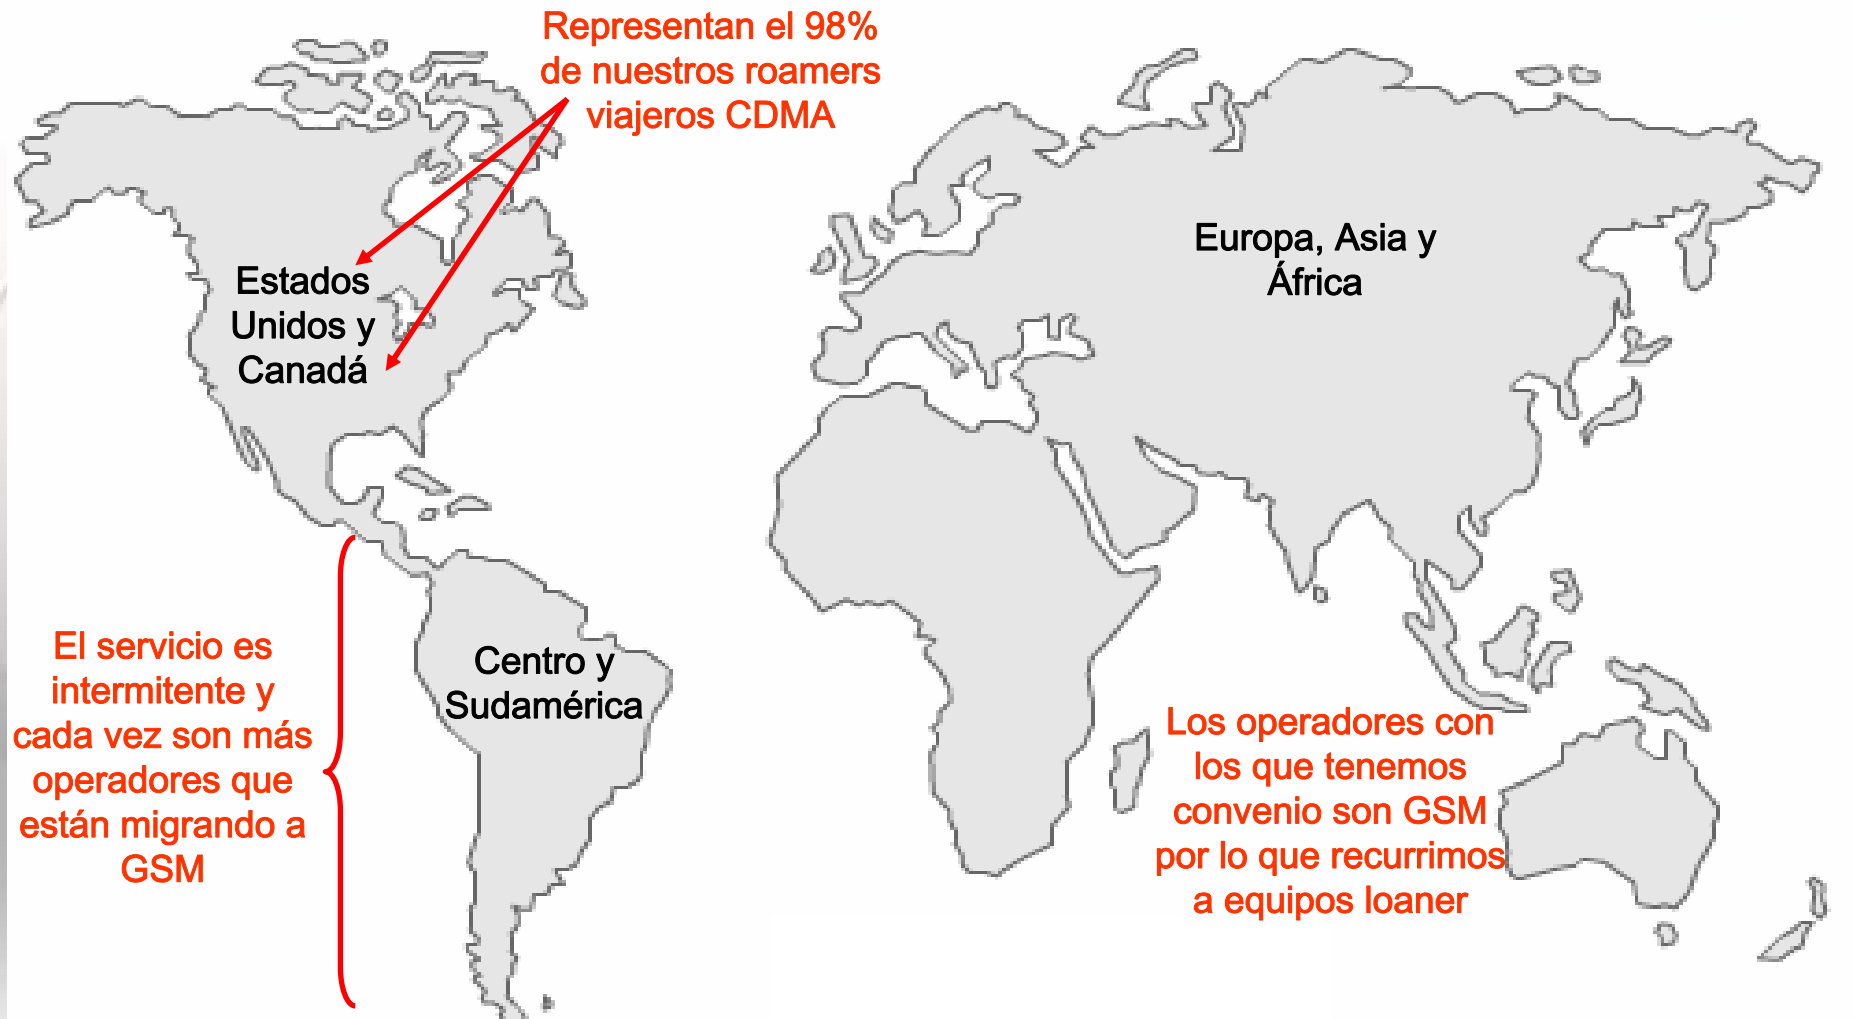 Representan el 98%
de nuestros roamers
viajeros CDMA
Estados
Unidos y
Canadá
Europa, Asia y
África
El servicio es
intermitente y
cada vez son más
operadores que
están migrando a
GSM
Centro y
Sudamérica
Los operadores con
los que tenemos
convenio son GSM
por lo que recurrimos
a equipos loaner